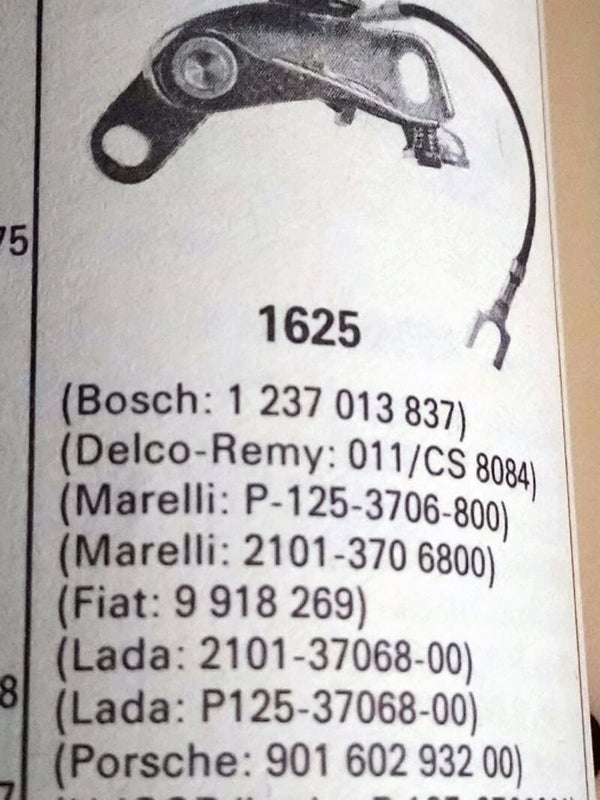 75
1625
(Bosch: 1 237 013 837)
(Delco-Remy: 011/CS 8084)
(Marelli: P-125-3706-800)
(Marelli: 2101-370 6800)
(Fiat: 9 918 269)
(Lada: 2101-37068-00)
8
(Lada: P125-37068-00)
(Porsche: 901 602 932 00)
7